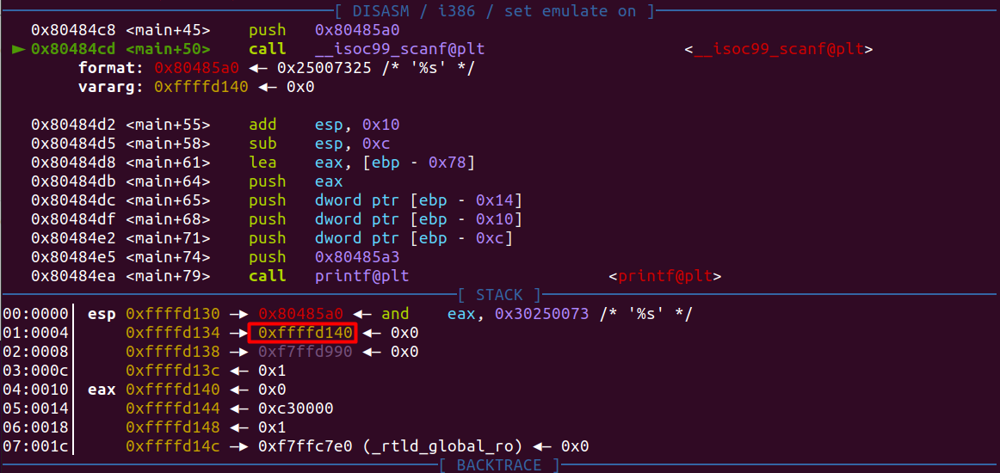 [ DISASM / i386 / set emulate on ]
0x80484c8 <main+45> push 0x80485a0
► 0x80484cd <main+50> call __isoc99_scanf@plt <__isoc99_scanf@plt>
format: 0x80485a0 ◂— 0x25007325 /* '%s' */
vararg: 0xffffd140 ◂— 0x0
0x80484d2 <main+55> add esp, 0x10
0x80484d5 <main+58> sub esp, 0xc
0x80484d8 <main+61> lea eax, [ebp - 0x78]
0x80484db <main+64> push eax
0x80484dc <main+65> push dword ptr [ebp - 0x14]
0x80484df <main+68> push dword ptr [ebp - 0x10]
0x80484e2 <main+71> push dword ptr [ebp - 0xc]
0x80484e5 <main+74> push 0x80485a3
0x80484ea <main+79> call printf@plt <printf@plt>
[ STACK ]
00:0000│ esp 0xffffd130 —▸ 0x80485a0 ◂— and eax, 0x30250073 /* '%s' */
01:0004│ 0xffffd134 —▸ 0xffffd140 ◂— 0x0
02:0008│ 0xffffd138 —▸ 0xf7ffd990 ◂— 0x0
03:000c│ 0xffffd13c ◂— 0x1
04:0010│ eax 0xffffd140 ◂— 0x0
05:0014│ 0xffffd144 ◂— 0xc30000
06:0018│ 0xffffd148 ◂— 0x1
07:001c│ 0xffffd14c —▸ 0xf7ffc7e0 (_rtld_global_ro) ◂— 0x0
[ BACKTRACE ]